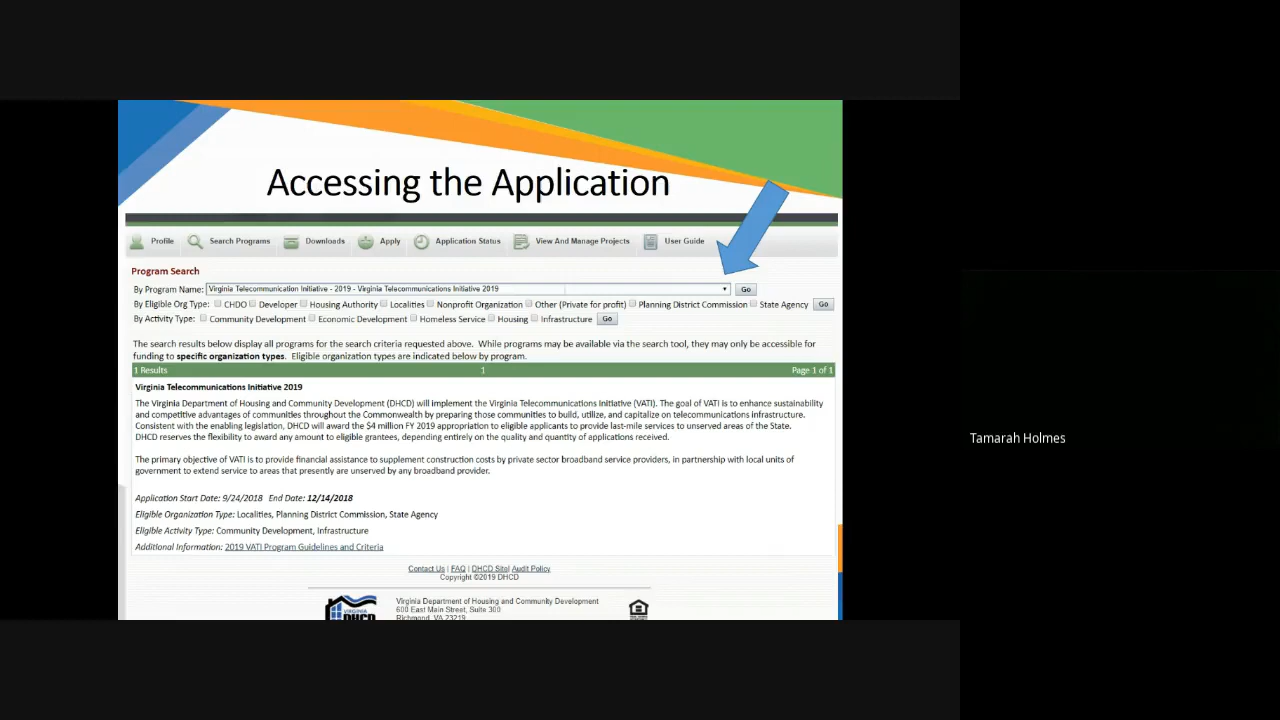 Accessing the Application
Profile Search Programs Downloads Apply Application Status View And Manage Projects User Guide
Program Search
By Program Name: Virginia Telecommunication Initiative - 2019 - Virginia Telecommunications Initiative 2019 Go
By Eligible Org Type: CHDO Developer Housing Authority Localities Nonprofit Organization Other (Private for profit) Planning District Commission State Agency Go
By Activity Type: Community Development Economic Development Homeless Service Housing Infrastructure Go
The search results below display all programs for the search criteria requested above. While programs may be available via the search tool, they may only be accessible for
funding to specific organization types. Eligible organization types are indicated below by program.
1 Results 1 Page 1 of 1
Virginia Telecommunications Initiative 2019
The Virginia Department of Housing and Community Development (DHCD) will implement the Virginia Telecommunications Initiative (VATI). The goal of VATI is to enhance sustainability
and competitive advantages of communities throughout the Commonwealth by preparing those communities to build, utilize, and capitalize on telecommunications infrastructure.
Consistent with the enabling legislation, DHCD will award the $4 million FY 2019 appropriation to eligible applicants to provide last-mile services to unserved areas of the State.
DHCD reserves the flexibility to award any amount to eligible grantees, depending entirely on the quality and quantity of applications received.
The primary objective of VATI is to provide financial assistance to supplement construction costs by private sector broadband service providers, in partnership with local units of
government to extend service to areas that presently are unserved by any broadband provider.
Application Start Date: 9/24/2018 End Date: 12/14/2018
Eligible Organization Type: Localities, Planning District Commission, State Agency
Eligible Activity Type: Community Development, Infrastructure
Additional Information: 2019 VATI Program Guidelines and Criteria
Contact Us | FAQ | DHCD Site| Audit Policy
Copyright ©2019 DHCD
Virginia Department of Housing and Community Development
600 East Main Street, Suite 300
Richmond, VA 23219
VIRGINIA
DHCD
Tamarah Holmes